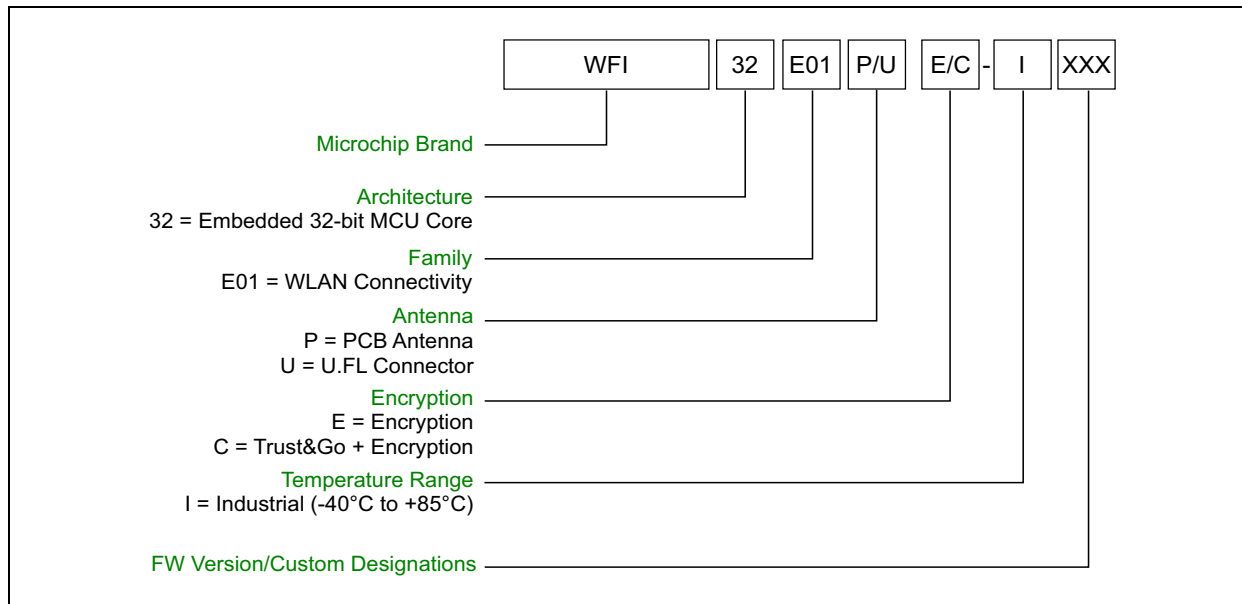 WFI 32 E01 P/U E/C - I XXX
Microchip Brand
Architecture
32 = Embedded 32-bit MCU Core
Family
E01 = WLAN Connectivity
Antenna
P = PCB Antenna
U = U.FL Connector
Encryption
E = Encryption
C = Trust&Go + Encryption
Temperature Range
I = Industrial (-40°C to +85°C)
FW Version/Custom Designations